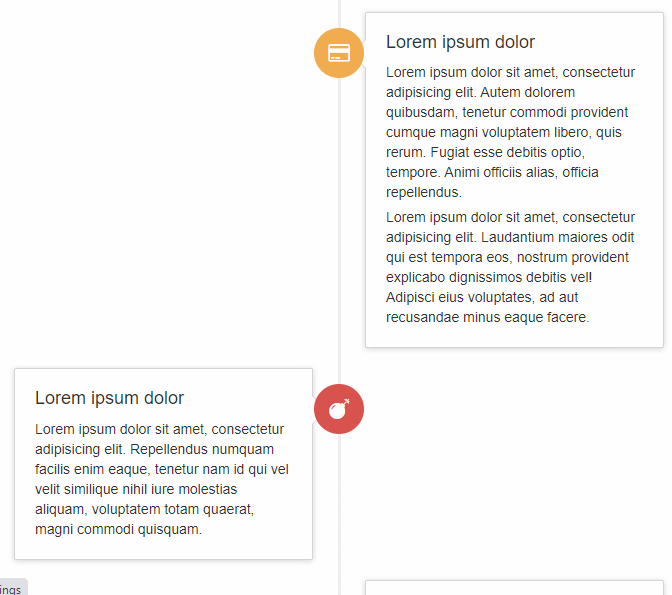 Lorem ipsum dolor
Lorem ipsum dolor sit amet, consectetur
adipisicing elit. Autem dolorem
quibusdam, tenetur commodi provident
cumque magni voluptatem libero, quis
rerum. Fugiat esse debitis optio,
tempore. Animi officiis alias, officia
repellendus.
Lorem ipsum dolor sit amet, consectetur
adipisicing elit. Laudantium maiores odit
qui est tempora eos, nostrum provident
explicabo dignissimos debitis vel!
Adipisci eius voluptates, ad aut
recusandae minus eaque facere.
Lorem ipsum dolor
Lorem ipsum dolor sit amet, consectetur
adipisicing elit. Repellendus numquam
facilis enim eaque, tenetur nam id qui vel
velit similique nihil iure molestias
aliquam, voluptatem totam quaerat,
magni commodi quisquam.
ings